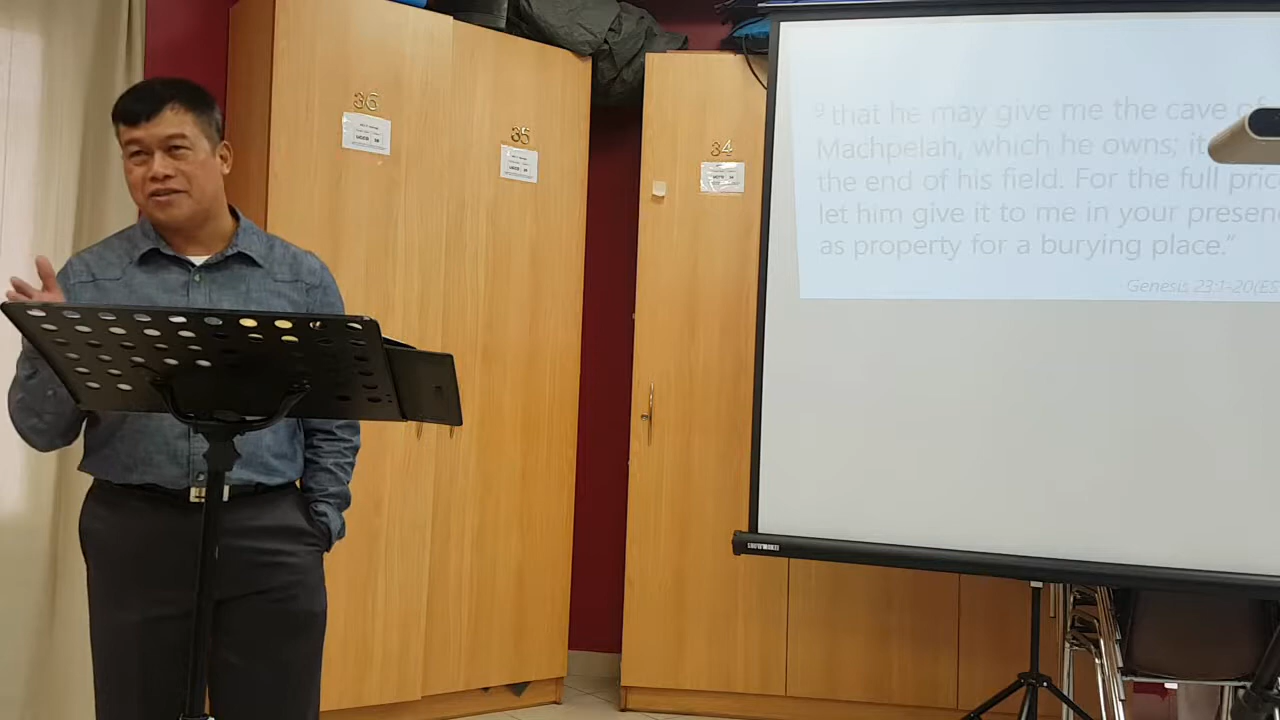 36
35
34
9 that he may give me the cave of
Machpelah, which he owns; it
the end of his field. For the full
let him give it to me in your
as property for a burying place.”
Genesis 23:1-20(ES